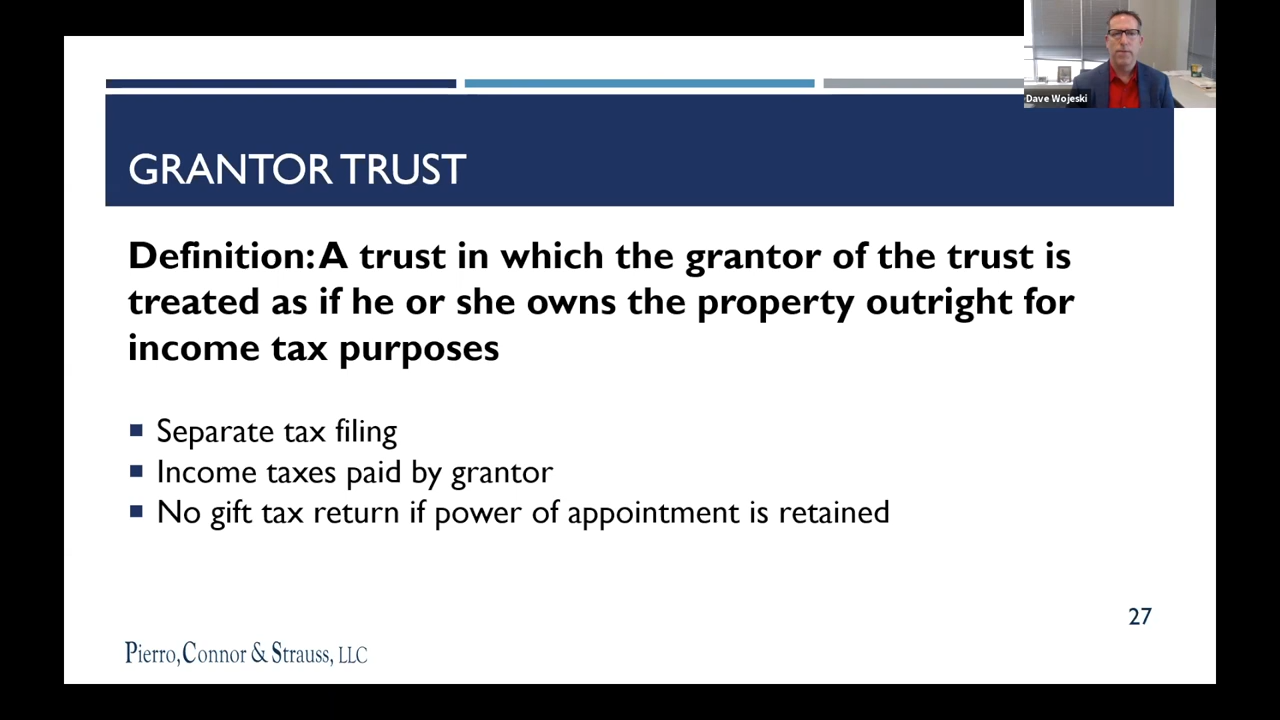 Dave Wojeski
GRANTOR TRUST
Definition: A trust in which the grantor of the trust is
treated as if he or she owns the property outright for
income tax purposes
Separate tax filing
Income taxes paid by grantor
No gift tax return if power of appointment is retained
27
Pierro, Connor & Strauss, LLC